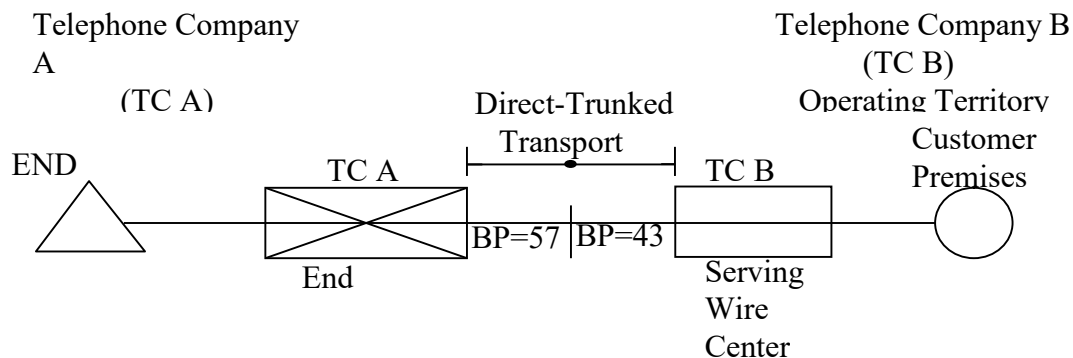 Telephone Company
A
(TC A)
Telephone Company B
(TC B)
Operating Territory
Direct-Trunked
Transport
Customer
Premises
END
TC A
TC B
BP=57
BP=43
End
Serving
Wire
Center